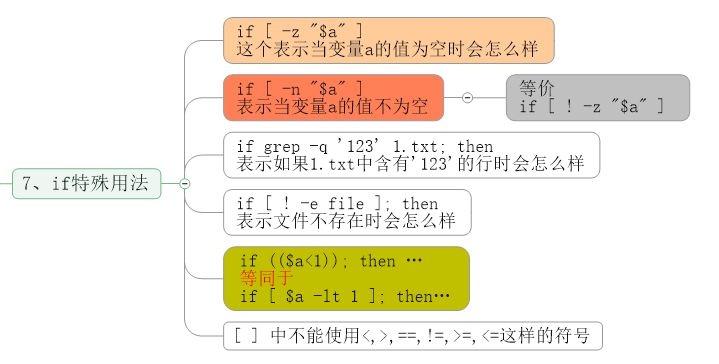 7、if特殊用法
if [ -z "$a" ]
这个表示当变量a的值为空时会怎么样
if [ -n "$a" ]
表示当变量a的值不为空
等价
if [ ! -z "$a" ]
if grep -q '123' 1.txt; then
表示如果1.txt中含有'123'的行时会怎么样
if [ ! -e file ]; then
表示文件不存在时会怎么样
if (($a<1)); then …
等同于
if [ $a -lt 1 ]; then…
[ ] 中不能使用<,>,==,!=,>=,<=这样的符号